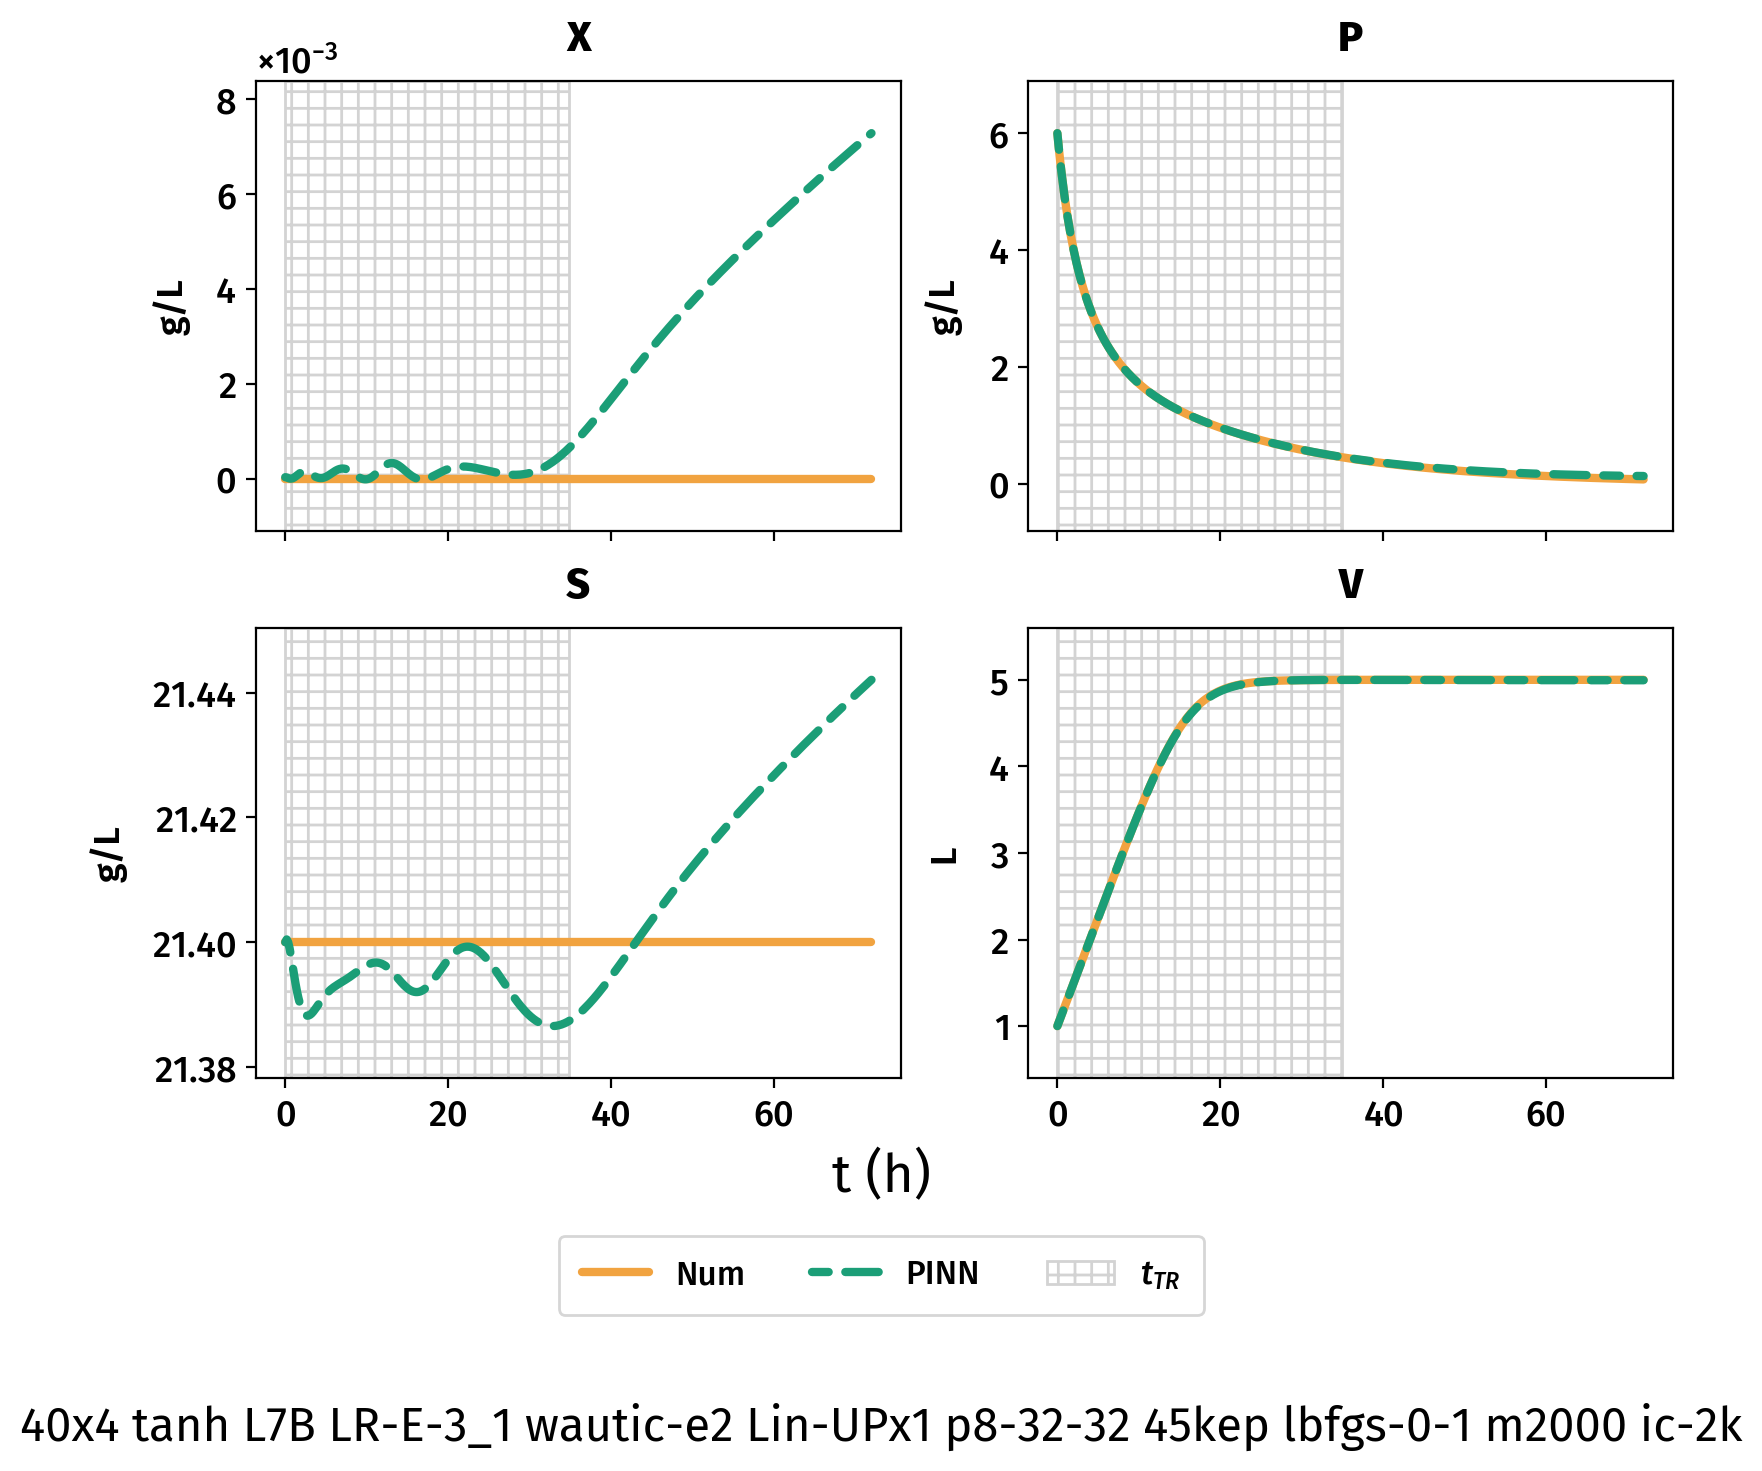 X
×10⁻³
8
6
4
2
0
g/L
P
6
4
2
0
g/L
S
21.44
21.42
21.40
21.38
g/L
0 20 40 60
V
5
4
3
2
1
L
0 20 40 60
t (h)
Num PINN t_TR
40x4 tanh L7B LR-E-3_1 wautic-e2 Lin-UPx1 p8-32-32 45kep lbfgs-0-1 m2000 ic-2k